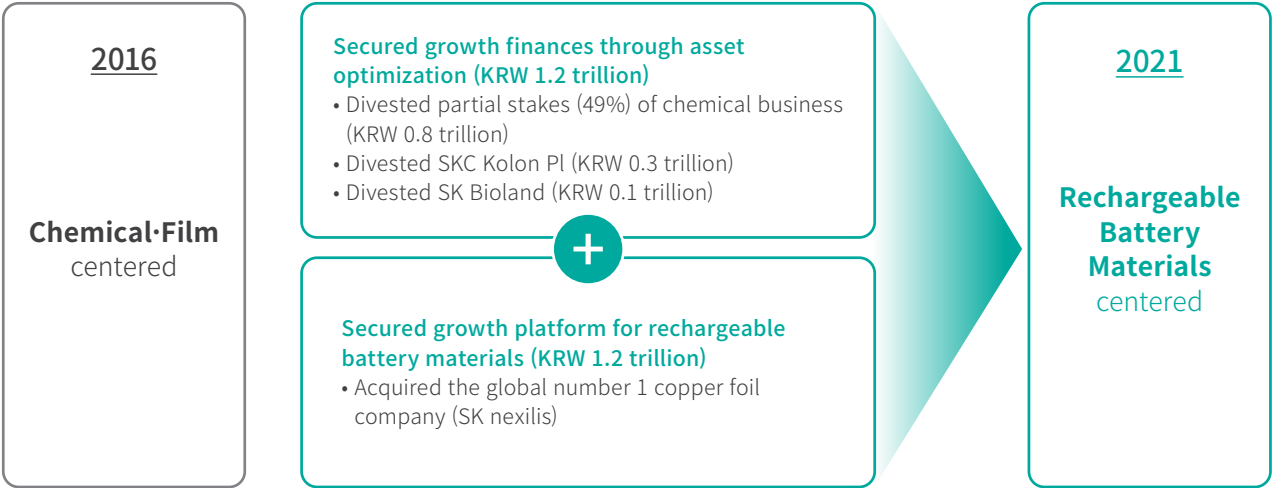 2016
Chemical·Film
centered
Secured growth finances through asset
optimization (KRW 1.2 trillion)
• Divested partial stakes (49%) of chemical business
(KRW 0.8 trillion)
• Divested SKC Kolon Pl (KRW 0.3 trillion)
• Divested SK Bioland (KRW 0.1 trillion)
+
Secured growth platform for rechargeable
battery materials (KRW 1.2 trillion)
• Acquired the global number 1 copper foil
company (SK nexilis)
2021
Rechargeable
Battery
Materials
centered